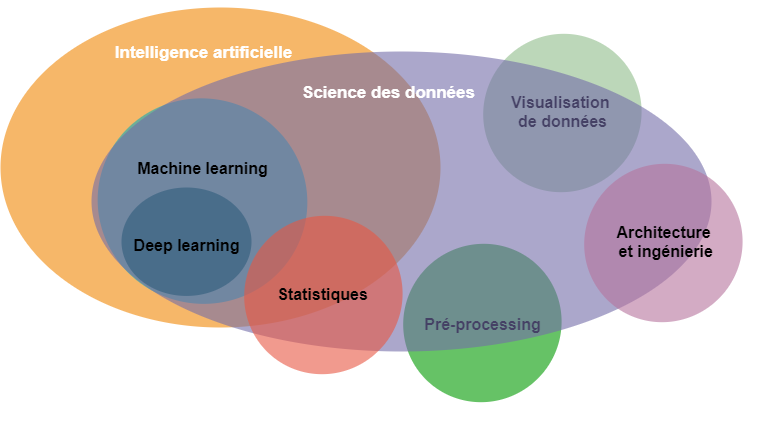 Intelligence artificielle
Science des données
Visualisation
de données
Machine learning
Architecture
et ingénierie
Deep learning
Statistiques
Pré-processing